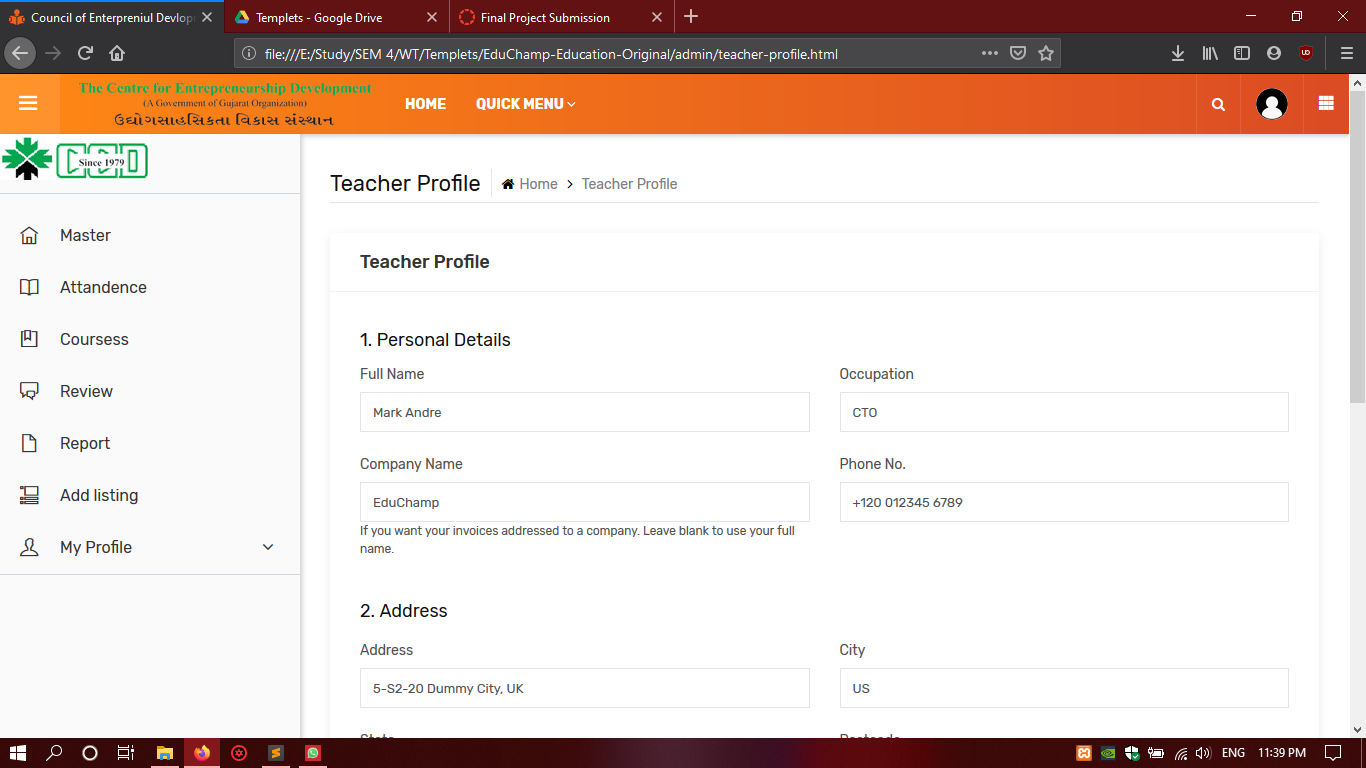 Council of Enterpreniul Devlop
Templets - Google Drive
Final Project Submission
file:///E:/Study/SEM 4/WT/Templets/EduChamp-Education-Original/admin/teacher-profile.html
The Centre for Entrepreneurship Development
(A Government of Gujarat Organization)
ઉદ્યોગસાહસિકતા વિકાસ સંસ્થાન
HOME
QUICK MENU
CED
Since 1979
Teacher Profile
Home
Teacher Profile
Master
Attandence
Coursess
Review
Report
Add listing
My Profile
Teacher Profile
1. Personal Details
Full Name
Occupation
Mark Andre
CTO
Company Name
Phone No.
EduChamp
+120 012345 6789
If you want your invoices addressed to a company. Leave blank to use your full
name.
2. Address
Address
City
5-S2-20 Dummy City, UK
US
State
Postcode
ENG
11:39 PM